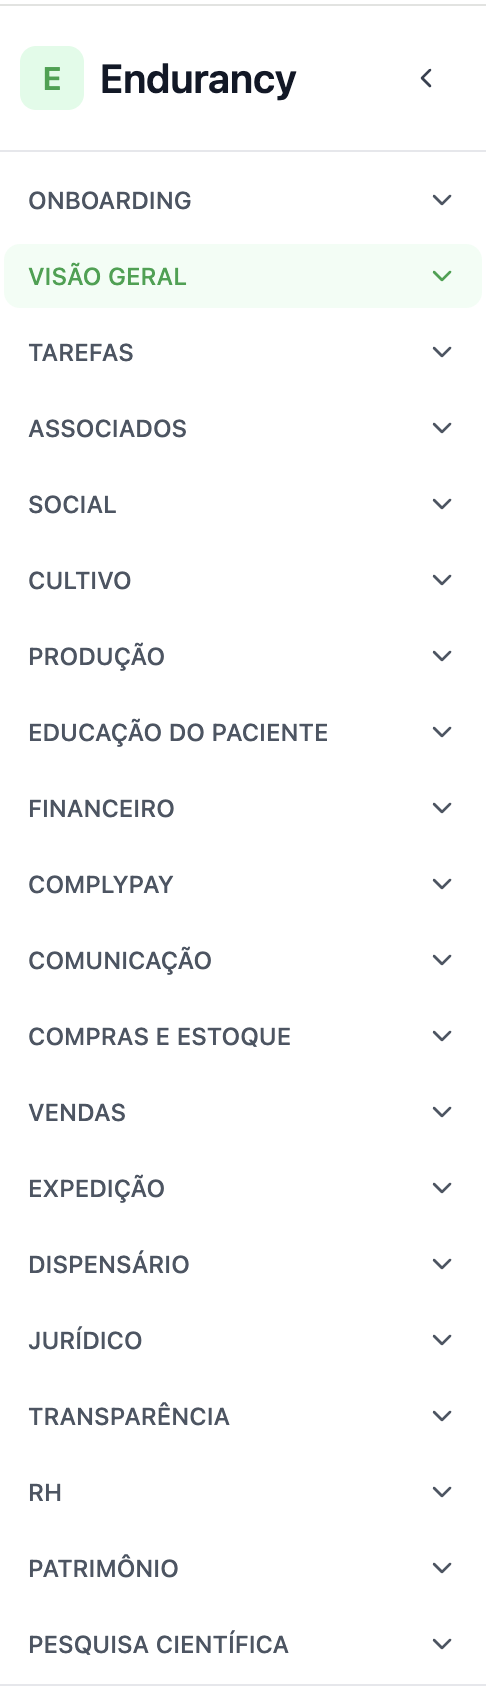 E Endurancy
ONBOARDING
VISÃO GERAL
TAREFAS
ASSOCIADOS
SOCIAL
CULTIVO
PRODUÇÃO
EDUCAÇÃO DO PACIENTE
FINANCEIRO
COMPLYPAY
COMUNICAÇÃO
COMPRAS E ESTOQUE
VENDAS
EXPEDIÇÃO
DISPENSÁRIO
JURÍDICO
TRANSPARÊNCIA
RH
PATRIMÔNIO
PESQUISA CIENTÍFICA